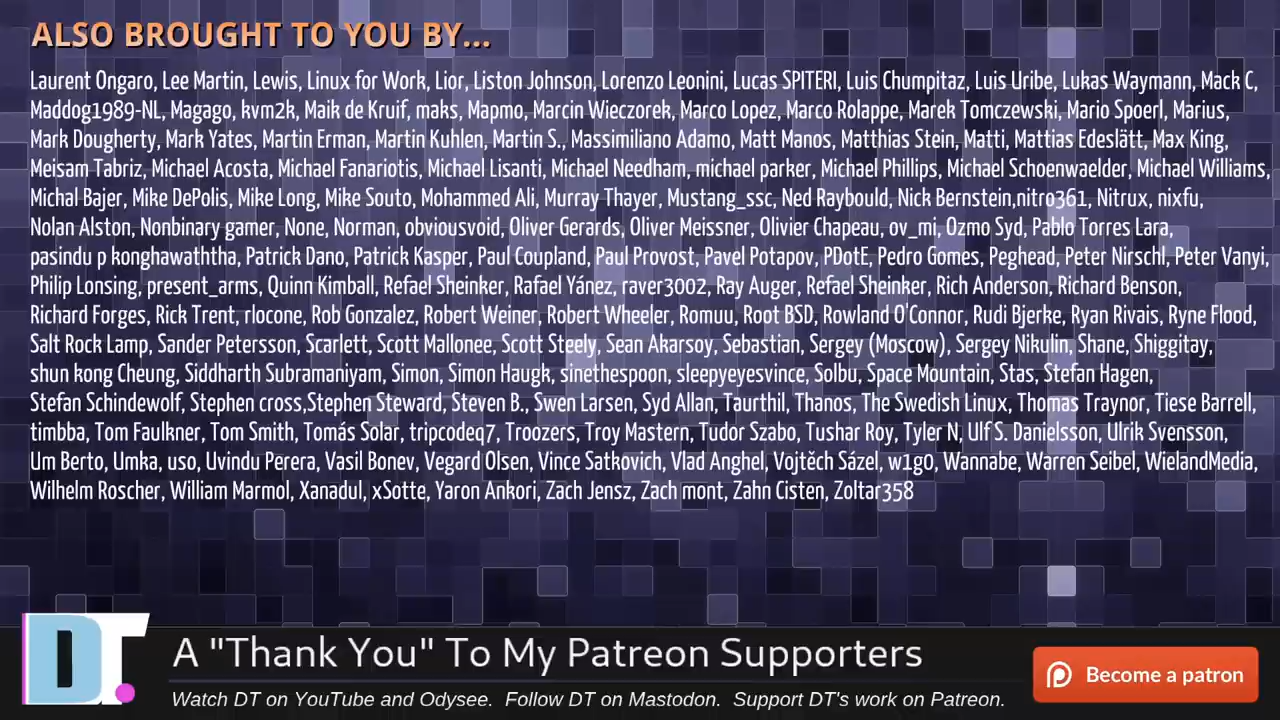 ALSO BROUGHT TO YOU BY...
Laurent Ongaro, Lee Martin, Lewis, Linux for Work, Lior, Liston Johnson, Lorenzo Leonini, Lucas SPITERI, Luis Chumpitaz, Luis Uribe, Lukas Waymann, Mack C,
Maddog1989-NL, Magago, kvm2k, Maik de Kruif, maks, Mapmo, Marcin Wieczorek, Marco Lopez, Marco Rolappe, Marek Tomczewski, Mario Spoerl, Marius,
Mark Dougherty, Mark Yates, Martin Erman, Martin Kuhlen, Martin S., Massimiliano Adamo, Matt Manos, Matthias Stein, Matti, Mattias Edeslätt, Max King,
Meisam Tabriz, Michael Acosta, Michael Fanariotis, Michael Lisanti, Michael Needham, michael parker, Michael Phillips, Michael Schoenwaelder, Michael Williams,
Michal Bajer, Mike DePolis, Mike Long, Mike Souto, Mohammed Ali, Murray Thayer, Mustang_ssc, Ned Raybould, Nick Bernstein,nitro361, Nitrux, nixfu,
Nolan Alston, Nonbinary gamer, None, Norman, obviousvoid, Oliver Gerards, Oliver Meissner, Olivier Chapeau, ov_mi, Ozmo Syd, Pablo Torres Lara,
pasindu p konghawaththa, Patrick Dano, Patrick Kasper, Paul Coupland, Paul Provost, Pavel Potapov, PDotE, Pedro Gomes, Peghead, Peter Nirschl, Peter Vanyi,
Philip Lonsing, present_arms, Quinn Kimball, Refael Sheinker, Rafael Yánez, raver3002, Ray Auger, Refael Sheinker, Rich Anderson, Richard Benson,
Richard Forges, Rick Trent, rlocone, Rob Gonzalez, Robert Weiner, Robert Wheeler, Romuu, Root BSD, Rowland O'Connor, Rudi Bjerke, Ryan Rivais, Ryne Flood,
Salt Rock Lamp, Sander Petersson, Scarlett, Scott Mallonee, Scott Steely, Sean Akarsoy, Sebastian, Sergey (Moscow), Sergey Nikulin, Shane, Shiggitay,
shun kong Cheung, Siddharth Subramaniyam, Simon, Simon Haugk, sinethespoon, sleepyeyesvince, Solbu, Space Mountain, Stas, Stefan Hagen,
Stefan Schindewolf, Stephen cross,Stephen Steward, Steven B., Swen Larsen, Syd Allan, Taurthil, Thanos, The Swedish Linux, Thomas Traynor, Tiese Barrell,
timbba, Tom Faulkner, Tom Smith, Tomás Solar, tripcodeq7, Troozers, Troy Mastern, Tudor Szabo, Tushar Roy, Tyler N, Ulf S. Danielsson, Ulrik Svensson,
Um Berto, Umka, uso, Uvindu Perera, Vasil Bonev, Vegard Olsen, Vince Satkovich, Vlad Anghel, Vojtěch Sázel, w1g0, Wannabe, Warren Seibel, WielandMedia,
Wilhelm Roscher, William Marmol, Xanadul, xSotte, Yaron Ankori, Zach Jensz, Zach mont, Zahn Cisten, Zoltar358
DT.
A "Thank You" To My Patreon Supporters
Watch DT on YouTube and Odysee. Follow DT on Mastodon. Support DT's work on Patreon.
Become a patron